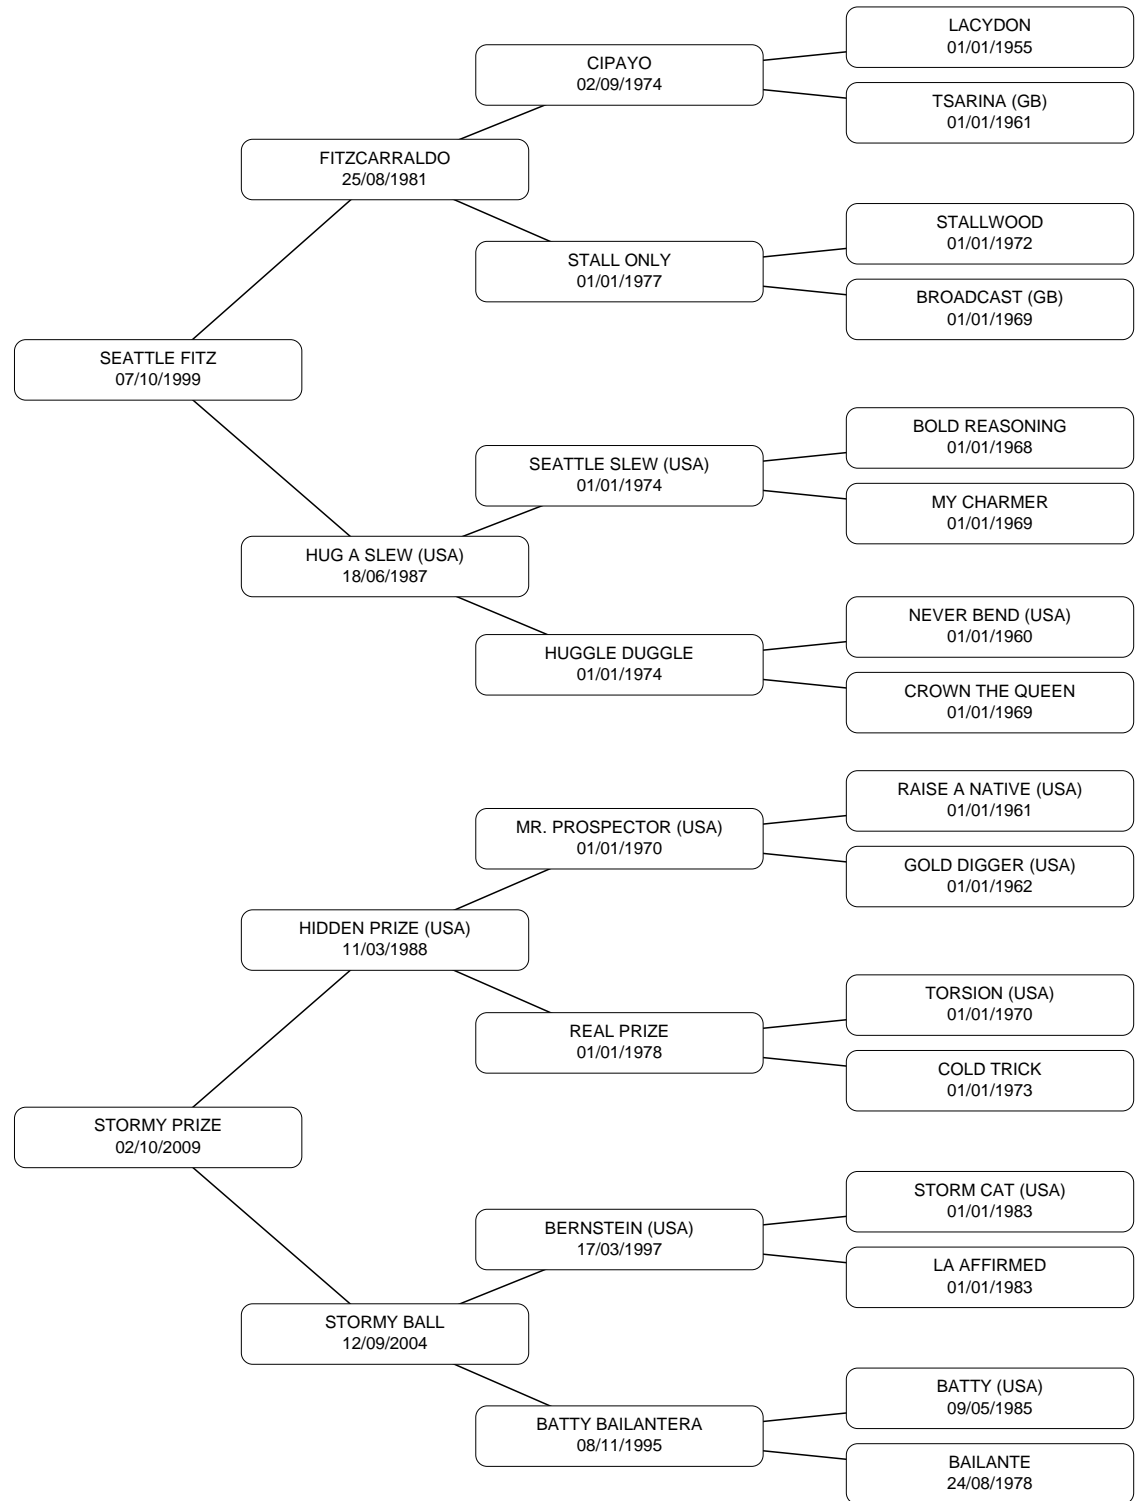 LACYDON
01/01/1955
CIPAYO
02/09/1974
TSARINA (GB)
01/01/1961
FITZCARRALDO
25/08/1981
STALLWOOD
01/01/1972
STALL ONLY
01/01/1977
BROADCAST (GB)
01/01/1969
SEATTLE FITZ
07/10/1999
BOLD REASONING
01/01/1968
SEATTLE SLEW (USA)
01/01/1974
MY CHARMER
01/01/1969
HUG A SLEW (USA)
18/06/1987
NEVER BEND (USA)
01/01/1960
HUGGLE DUGGLE
01/01/1974
CROWN THE QUEEN
01/01/1969
RAISE A NATIVE (USA)
01/01/1961
MR. PROSPECTOR (USA)
01/01/1970
GOLD DIGGER (USA)
01/01/1962
HIDDEN PRIZE (USA)
11/03/1988
TORSION (USA)
01/01/1970
REAL PRIZE
01/01/1978
COLD TRICK
01/01/1973
STORMY PRIZE
02/10/2009
STORM CAT (USA)
01/01/1983
BERNSTEIN (USA)
17/03/1997
LA AFFIRMED
01/01/1983
STORMY BALL
12/09/2004
BATTY (USA)
09/05/1985
BATTY BAILANTERA
08/11/1995
BAILANTE
24/08/1978